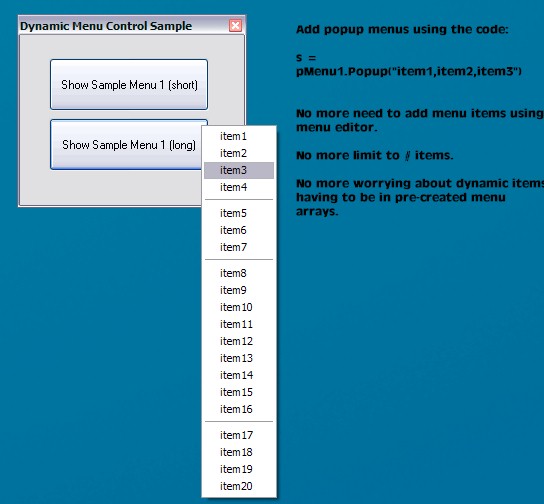 Dynamic Menu Control Sample
Show Sample Menu 1 (short)
Show Sample Menu 1 (long)
item1
item2
item3
item4
item5
item6
item7
item8
item9
item10
item11
item12
item13
item14
item15
item16
item17
item18
item19
item20
Add popup menus using the code:
s =
pMenu1.Popup("item1,item2,item3")
No more need to add menu items using
menu editor.
No more limit to # items.
No more worrying about dynamic items
having to be in pre-created menu
arrays.